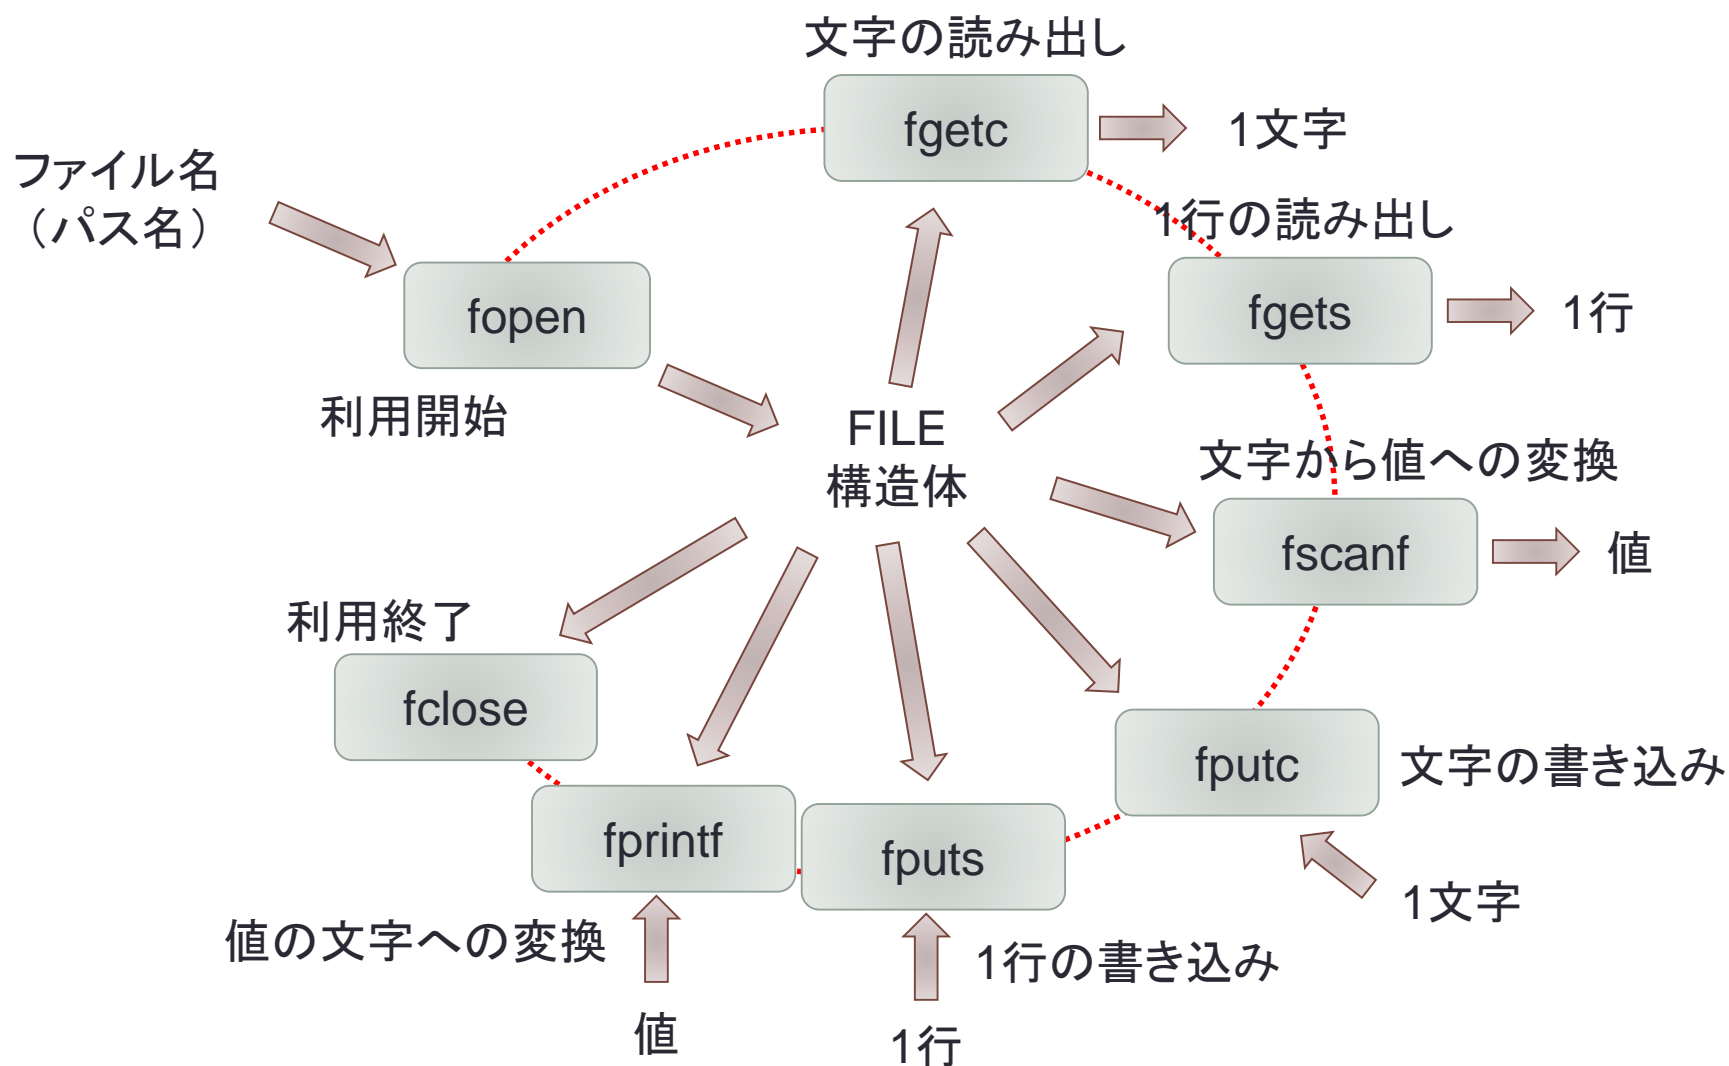 文字の読み出し
fgetc
1文字
ファイル名
（パス名）
1行の読み出し
fopen
fgets
1行
利用開始
FILE
構造体
文字から値への変換
fscanf
値
利用終了
fclose
fputc
文字の書き込み
fprintf
fputs
1文字
値の文字への変換
1行の書き込み
値
1行